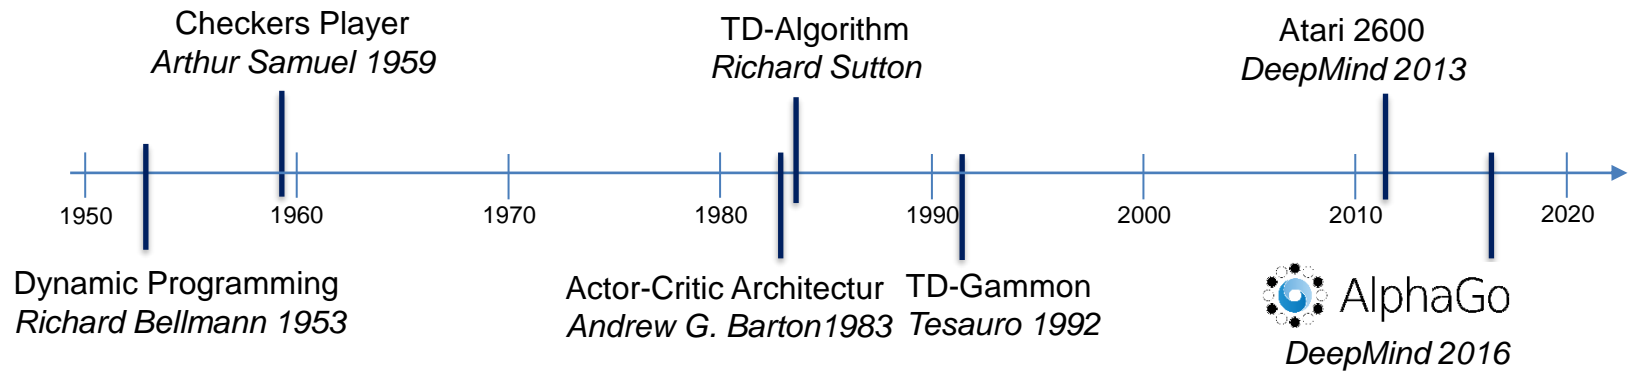 Checkers Player
Arthur Samuel 1959
TD-Algorithm
Richard Sutton
Atari 2600
DeepMind 2013
1950
1960
1970
1980
1990
2000
2010
2020
Dynamic Programming
Richard Bellmann 1953
Actor-Critic Architectur
Andrew G. Barton1983
TD-Gammon
Tesauro 1992
AlphaGo
DeepMind 2016